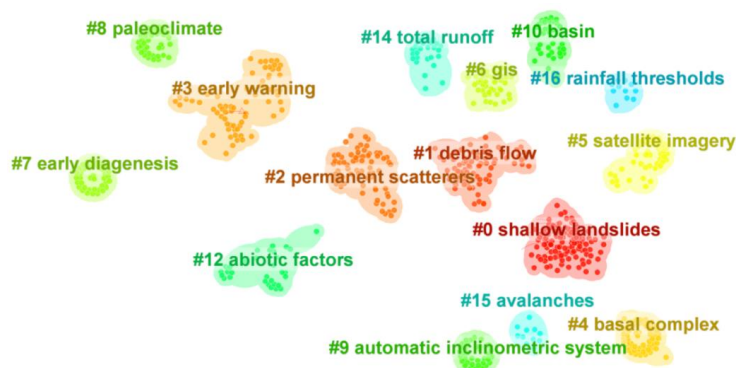 #8 paleoclimate
#14 total runoff
#10 basin
#6 gis
#16 rainfall thresholds
#3 early warning
#7 early diagenesis
#1 debris flow
#5 satellite imagery
#2 permanent scatterers
#0 shallow landslides
#12 abiotic factors
#15 avalanches
#4 basal complex
#9 automatic inclinometric system